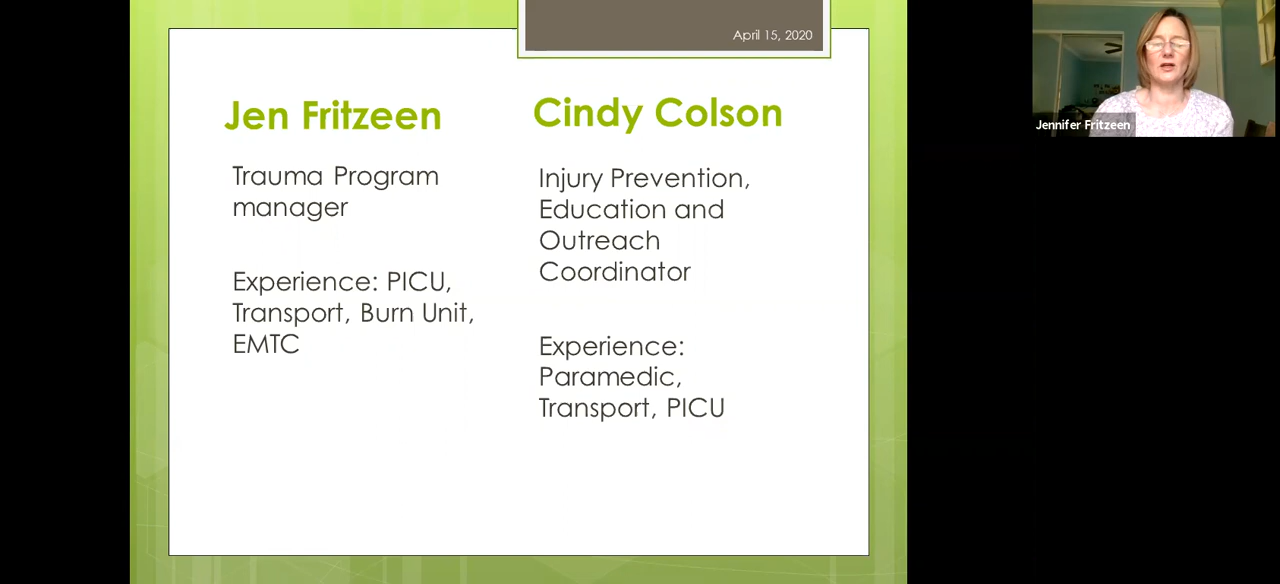 April 15, 2020
Jen Fritzeen
Trauma Program
manager
Experience: PICU,
Transport, Burn Unit,
EMTC
Cindy Colson
Injury Prevention,
Education and
Outreach
Coordinator
Experience:
Paramedic,
Transport, PICU
Jennifer Fritzeen